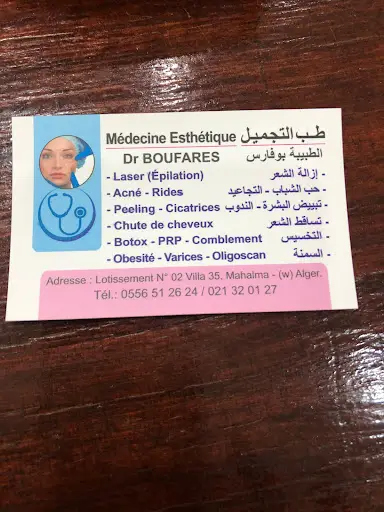 Médecine Esthétique طب التجميل
Dr BOUFARES الطبيبة بوفارس
- Laser (Épilation) إزالة الشعر -
- Acné - Rides حب الشباب - التجاعيد -
- Peeling - Cicatrices تبييض البشرة - الندوب -
- Chute de cheveux تساقط الشعر -
- Botox - PRP - Comblement التخسيس -
- Obesité - Varices - Oligoscan السمنة -
Adresse : Lotissement N° 02 Villa 35, Mahalma - (w) Alger.
Tél.: 0556 51 26 24 / 021 32 01 27